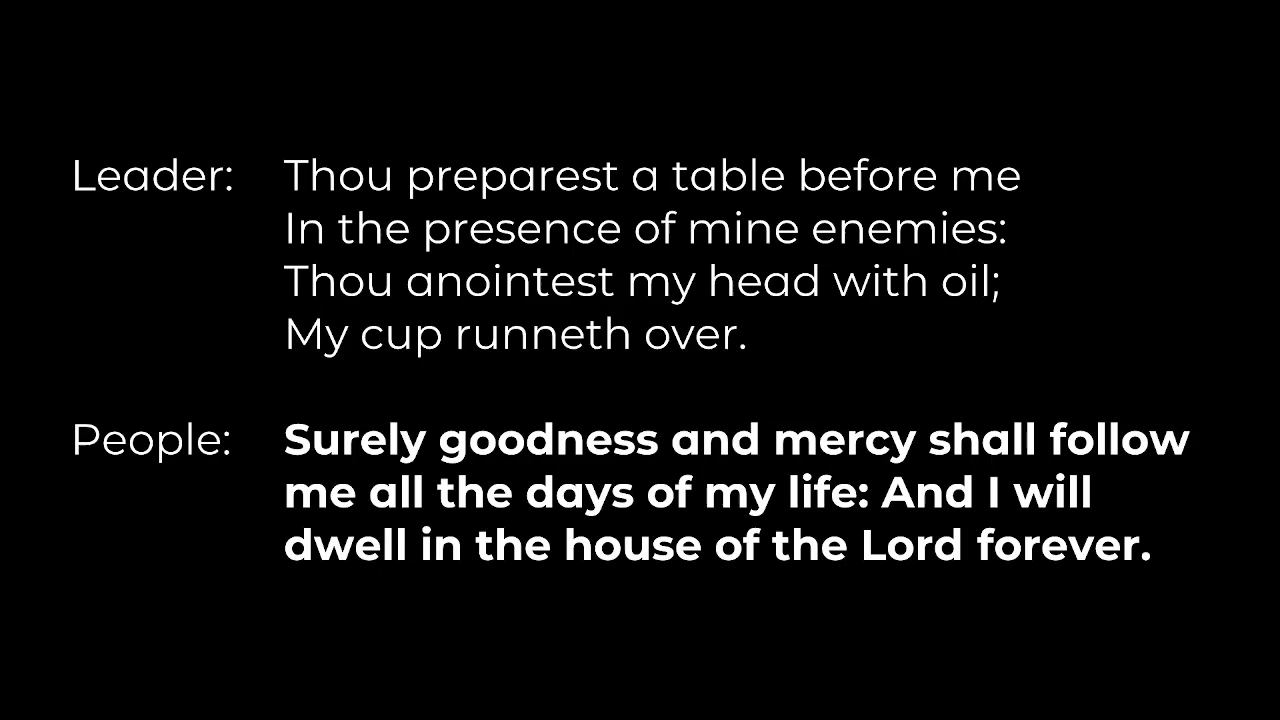 Leader: Thou preparest a table before me
In the presence of mine enemies:
Thou anointest my head with oil;
My cup runneth over.
People: Surely goodness and mercy shall follow
me all the days of my life: And I will
dwell in the house of the Lord forever.